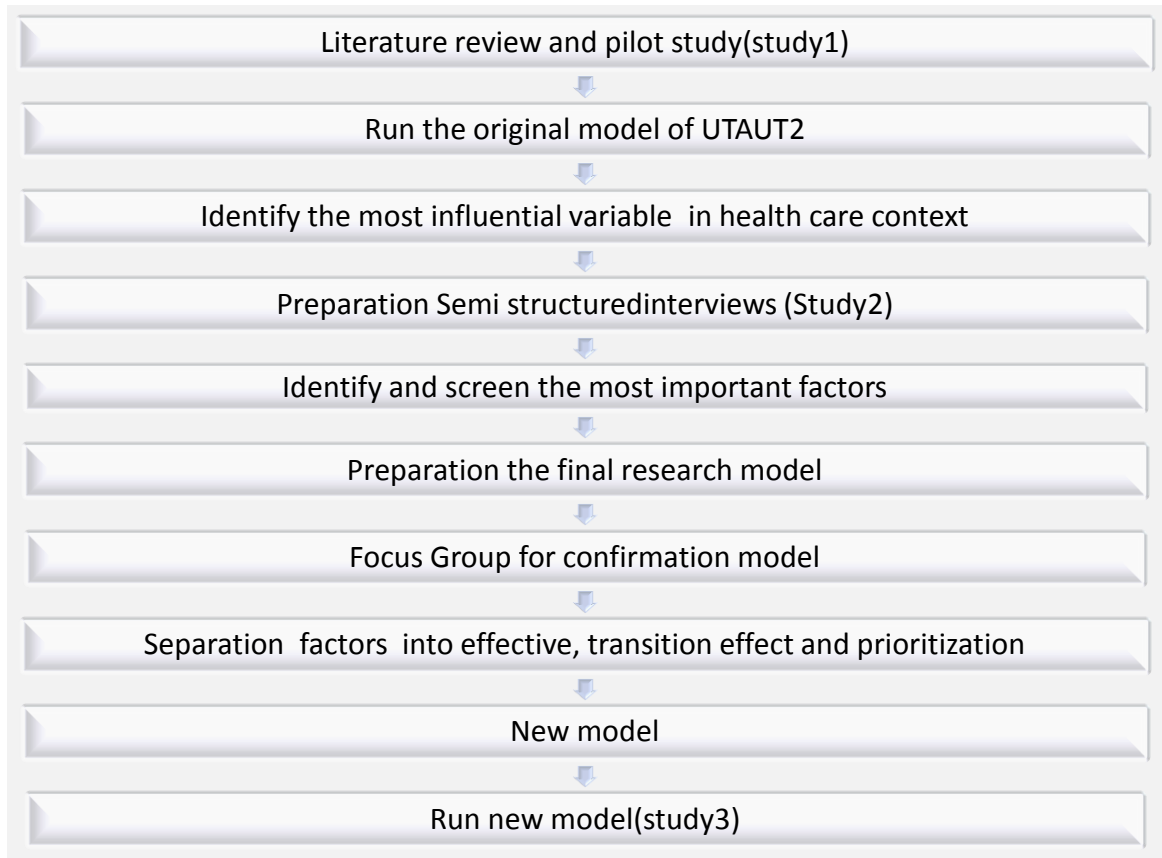 Literature review and pilot study(study1)
Run the original model of UTAUT2
Identify the most influential variable in health care context
Preparation Semi structuredinterviews (Study2)
Identify and screen the most important factors
Preparation the final research model
Focus Group for confirmation model
Separation factors into effective, transition effect and prioritization
New model
Run new model(study3)